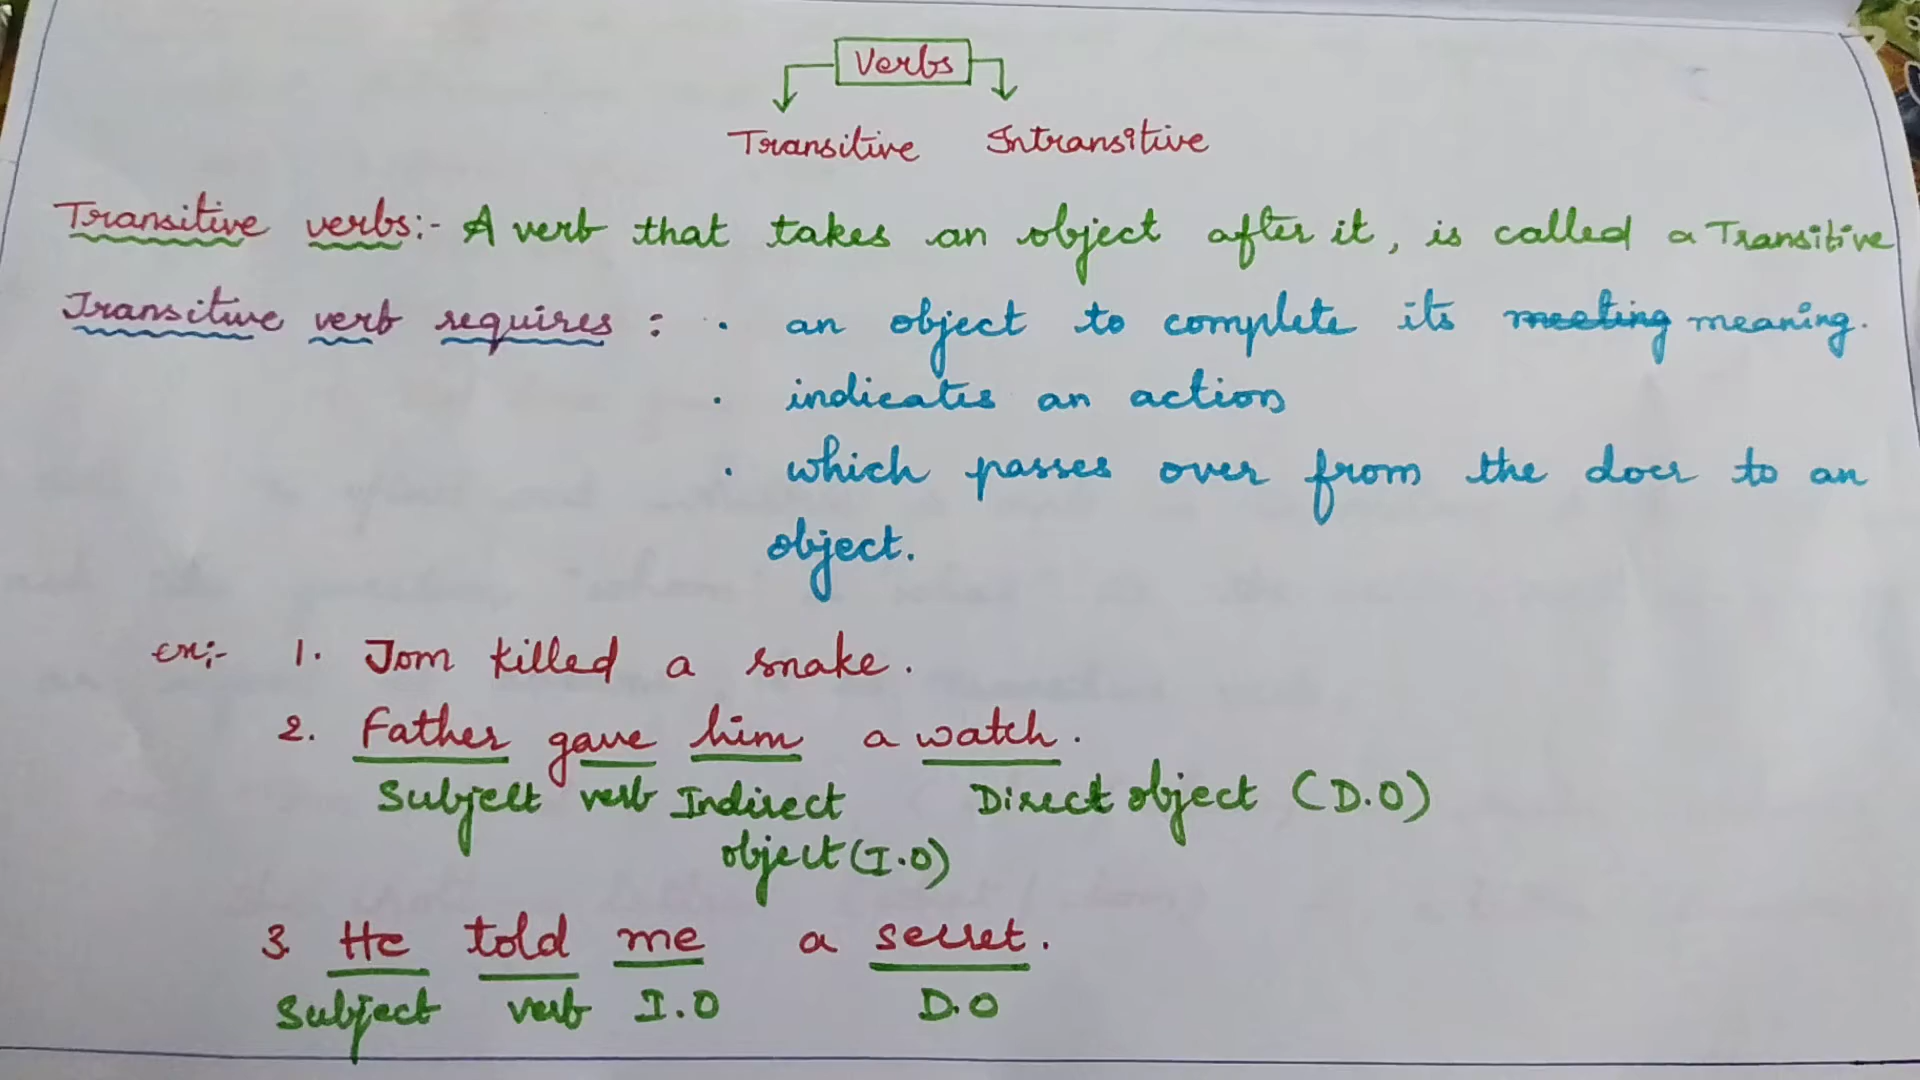 Verbs
Transitive Intransitive
Transitive verbs:- A verb that takes an object after it, is called a Transitive
Transitive verb requires : · an object to complete its meeting meaning.
· indicates an action
· which passes over from the doer to an
object.
ex:- 1. Tom killed a snake.
2. Father gave him a watch.
Subject verb Indirect Direct object (D.O)
object (I.O)
3. He told me a secret.
Subject verb I.O D.O